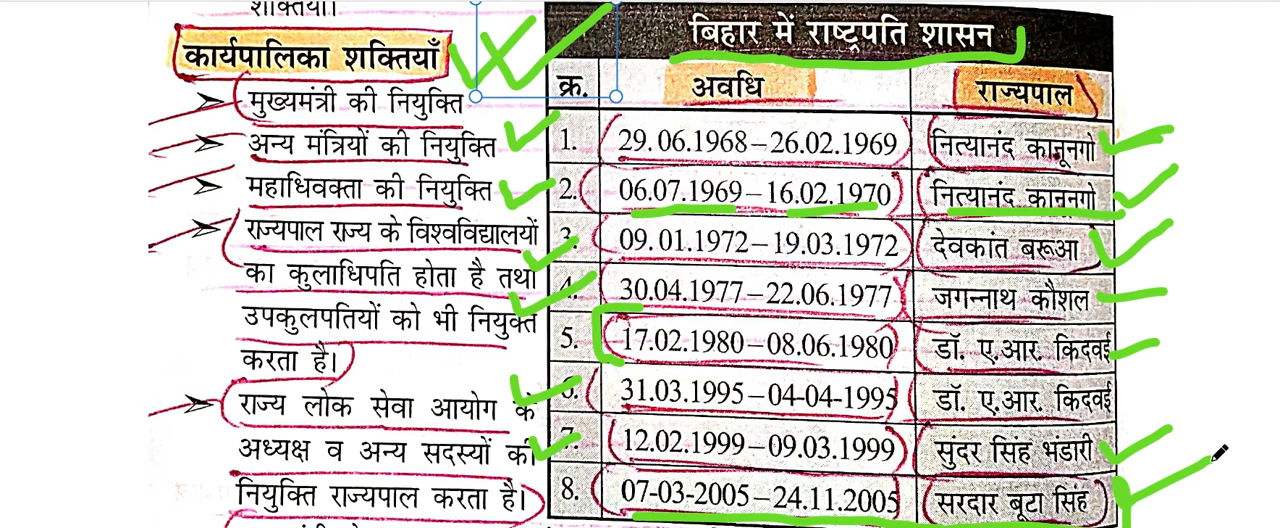 शक्तियाँ।
कार्यपालिका शक्तियाँ
मुख्यमंत्री की नियुक्ति
अन्य मंत्रियों की नियुक्ति
महाधिवक्ता की नियुक्ति
राज्यपाल राज्य के विश्वविद्यालयों
का कुलाधिपति होता है तथा
उपकुलपतियों को भी नियुक्त
करता है।
राज्य लोक सेवा आयोग के
अध्यक्ष व अन्य सदस्यों की
नियुक्ति राज्यपाल करता है।
बिहार में राष्ट्रपति शासन
क्र. अवधि राज्यपाल
1. 29.06.1968–26.02.1969 नित्यानंद कानूनगो
2. 06.07.1969–16.02.1970 नित्यानंद कानूनगो
3. 09.01.1972–19.03.1972 देवकांत बरूआ
4. 30.04.1977–22.06.1977 जगन्नाथ कौशल
5. 17.02.1980–08.06.1980 डॉ. ए.आर. किदवई
6. 31.03.1995–04-04-1995 डॉ. ए.आर. किदवई
7. 12.02.1999–09.03.1999 सुंदर सिंह भंडारी
8. 07-03-2005–24.11.2005 सरदार बूटा सिंह